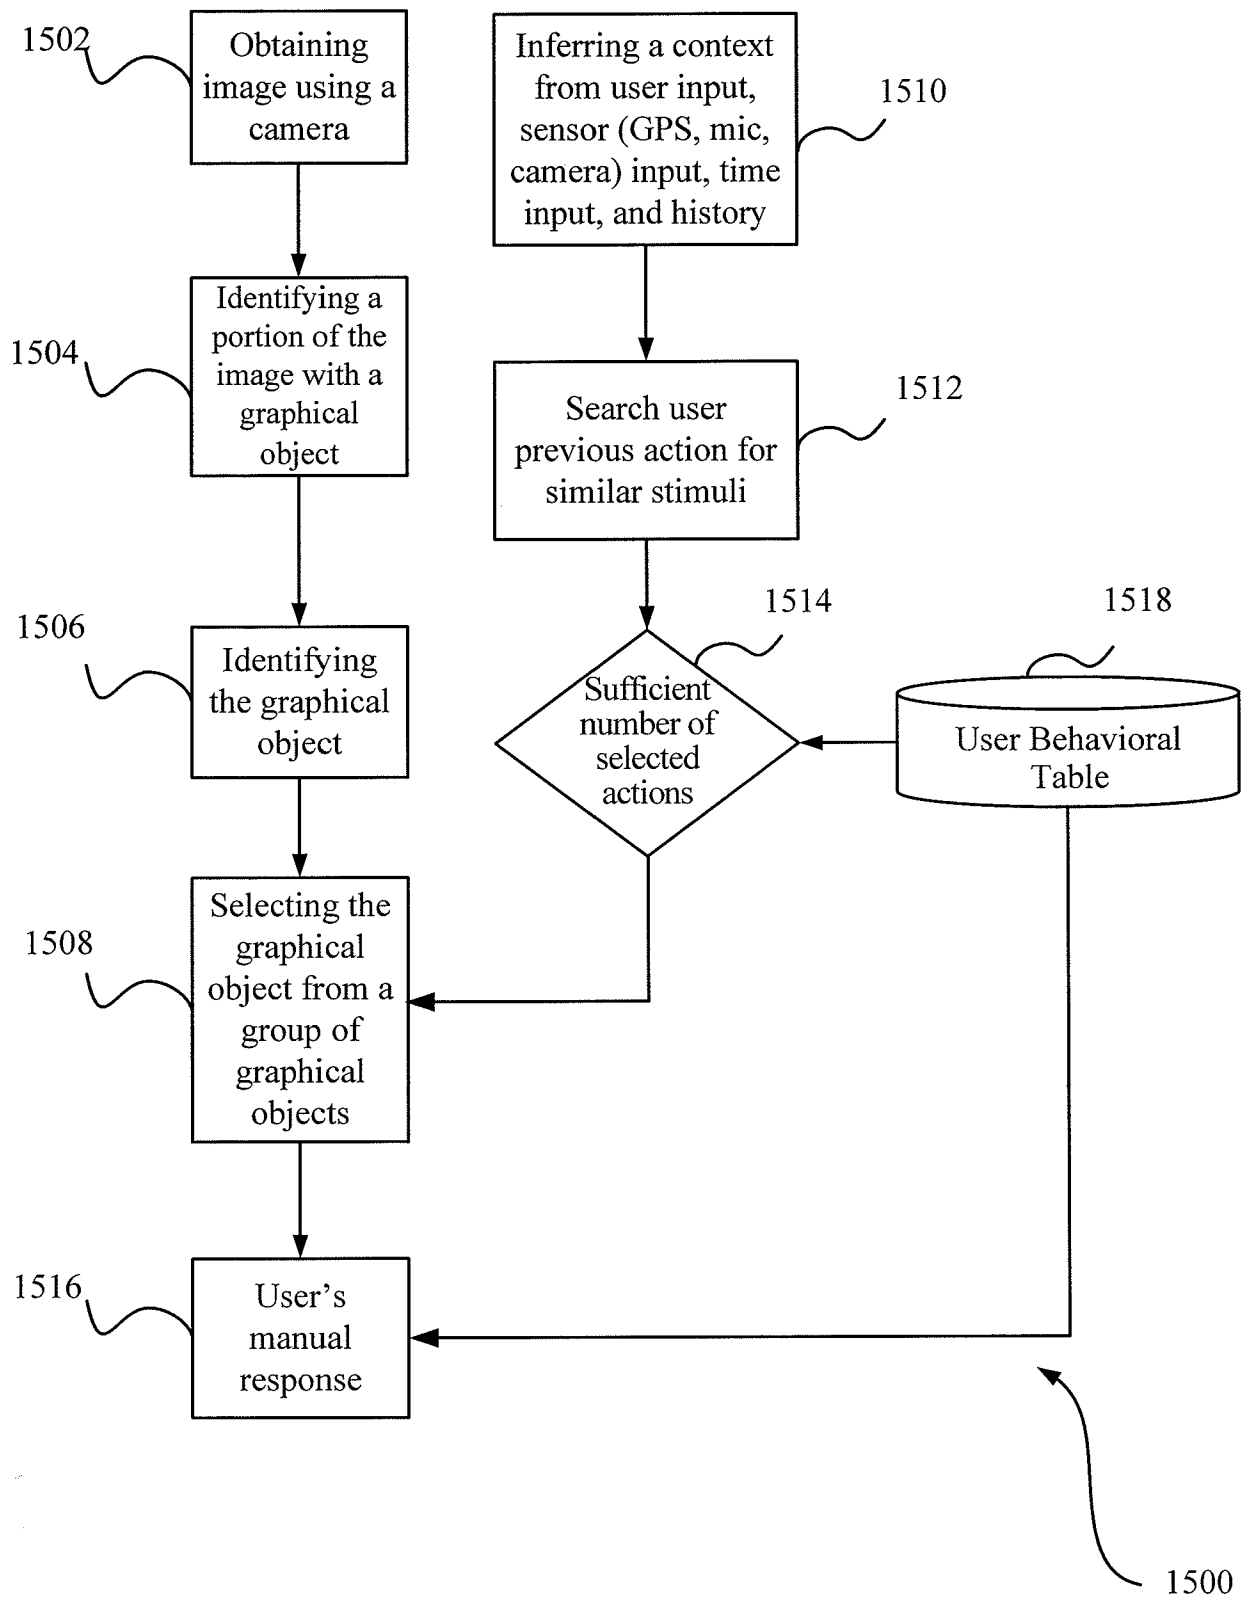 1502
Obtaining
image using a
camera
1504
Identifying a
portion of the
image with a
graphical
object
1506
Identifying
the graphical
object
1508
Selecting the
graphical
object from a
group of
graphical
objects
1516
User’s
manual
response
Inferring a context
from user input,
sensor (GPS, mic,
camera) input, time
input, and history
1510
Search user
previous action for
similar stimuli
1512
Sufficient
number of
selected
actions
1514
1518
User Behavioral
Table
1500